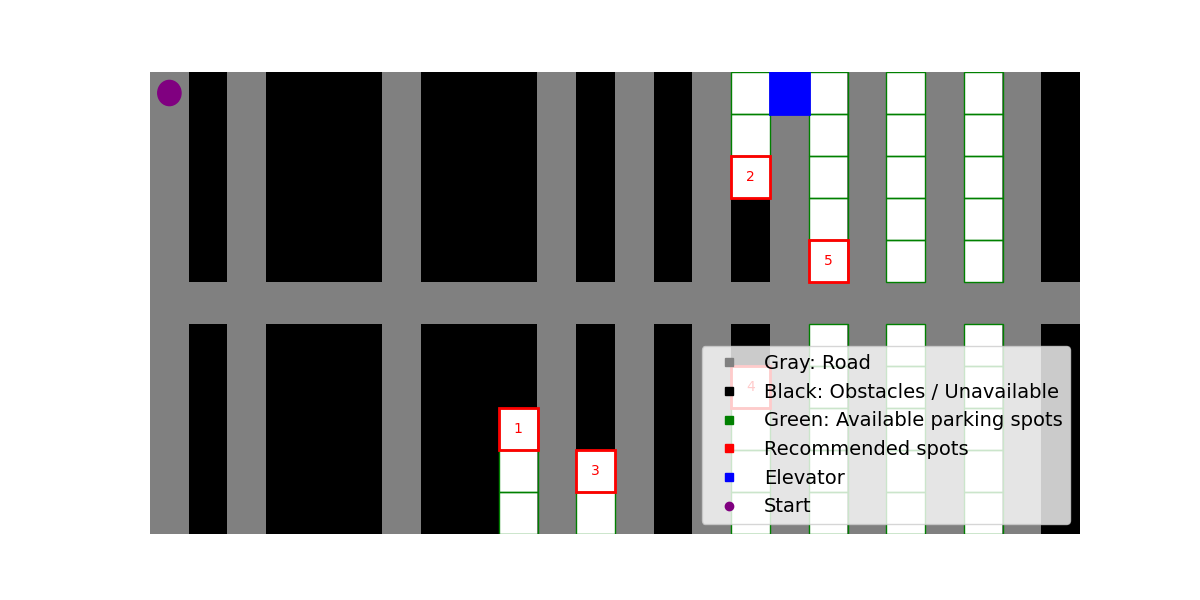 2
5
4
1
3
Gray: Road
Black: Obstacles / Unavailable
Green: Available parking spots
Recommended spots
Elevator
Start